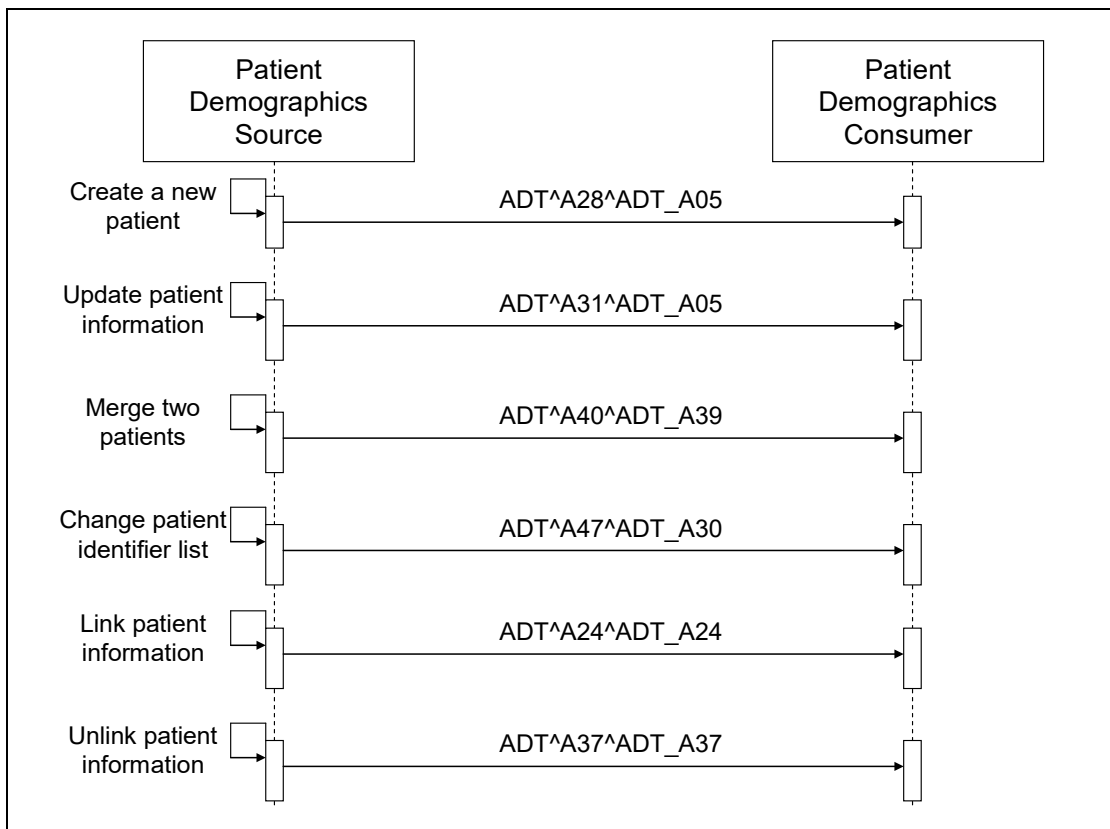 Patient
Demographics
Source
Patient
Demographics
Consumer
Create a new
patient
ADT^A28^ADT_A05
Update patient
information
ADT^A31^ADT_A05
Merge two
patients
ADT^A40^ADT_A39
Change patient
identifier list
ADT^A47^ADT_A30
Link patient
information
ADT^A24^ADT_A24
Unlink patient
information
ADT^A37^ADT_A37